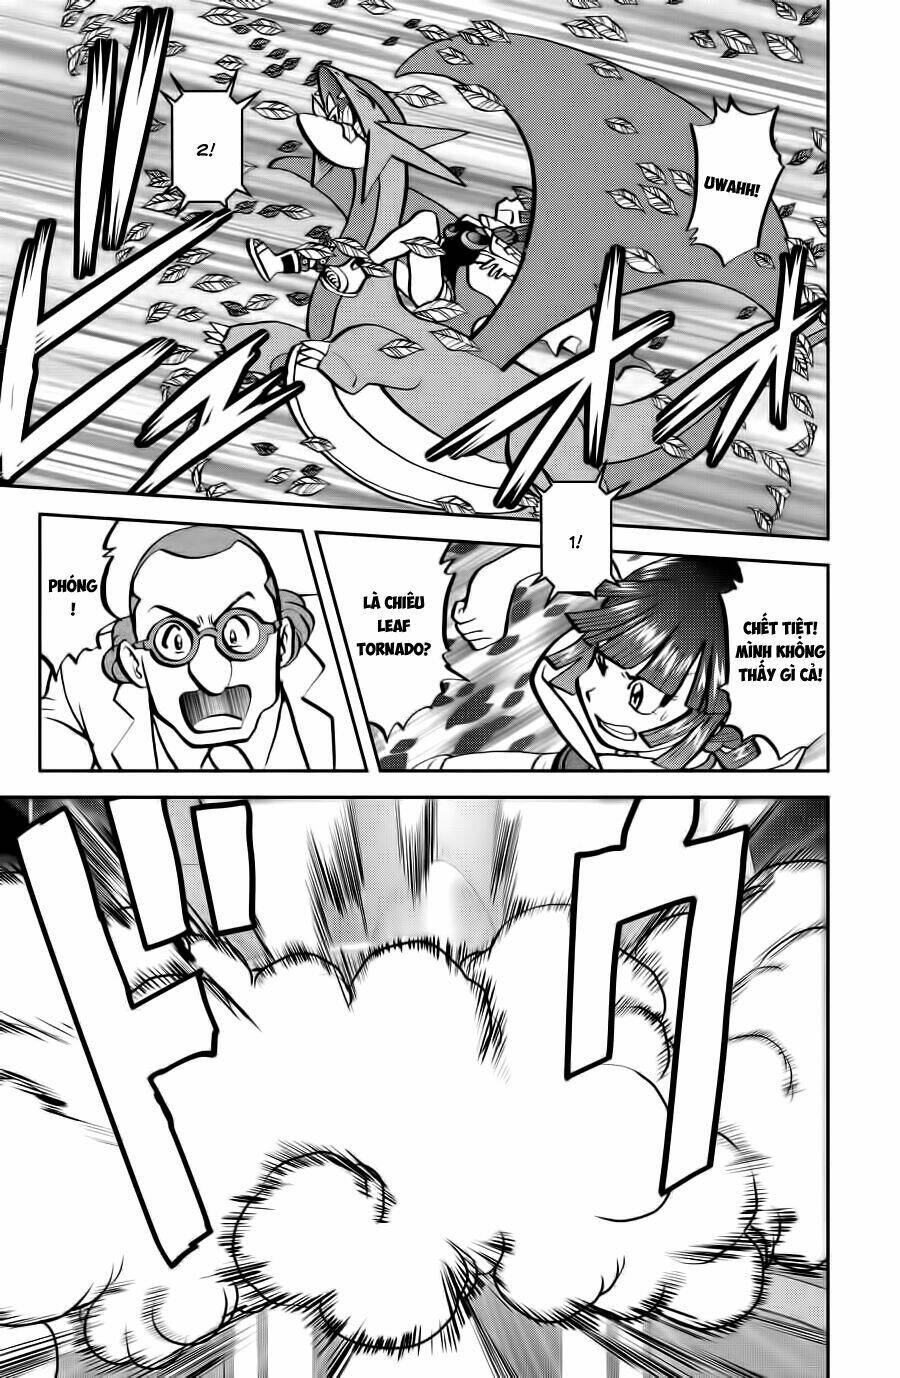 UWAHH!
2!
1!
CHẾT TIỆT!
MÌNH KHÔNG
THẤY GÌ CẢ!
LÀ CHIÊU
LEAF
TORNADO?
PHÓNG
!